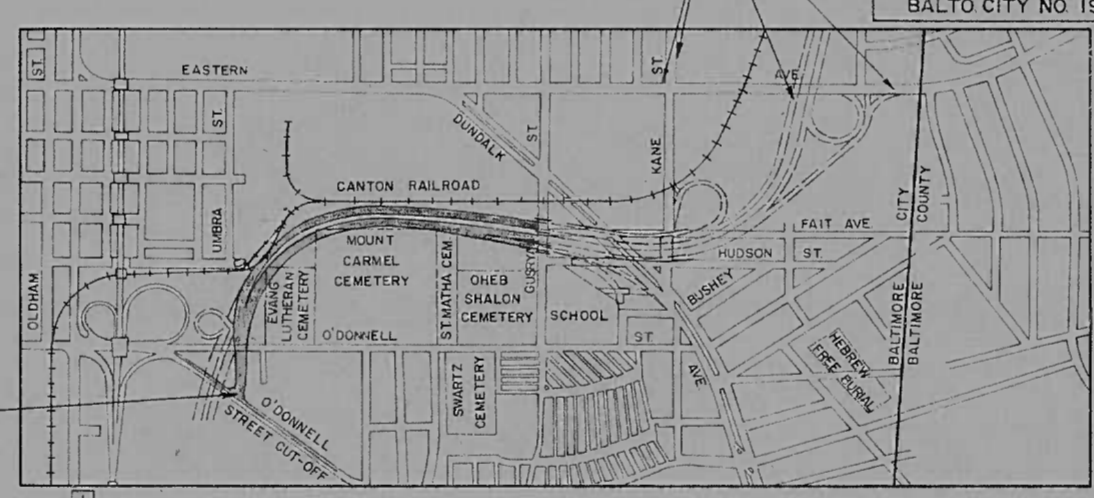 BALTO. CITY NO. 19
ST.
EASTERN
AVE.
ST.
ST.
DUNDALK
ST.
KANE
CANTON RAILROAD
UMBRA
CITY
COUNTY
FAIT AVE.
MOUNT
CARMEL
CEMETERY
ST. MATHA CEM.
OHEB
SHALON
CEMETERY
HUDSON ST.
BUSHEY
OLDHAM
EVANG.
LUTHERAN
CEMETERY
SCHOOL
O'DONNELL
ST.
BALTIMORE
BALTIMORE
HEBREW
FREE BURIAL
SWARTZ
CEMETERY
AVE
O'DONNELL
STREET CUT-OFF